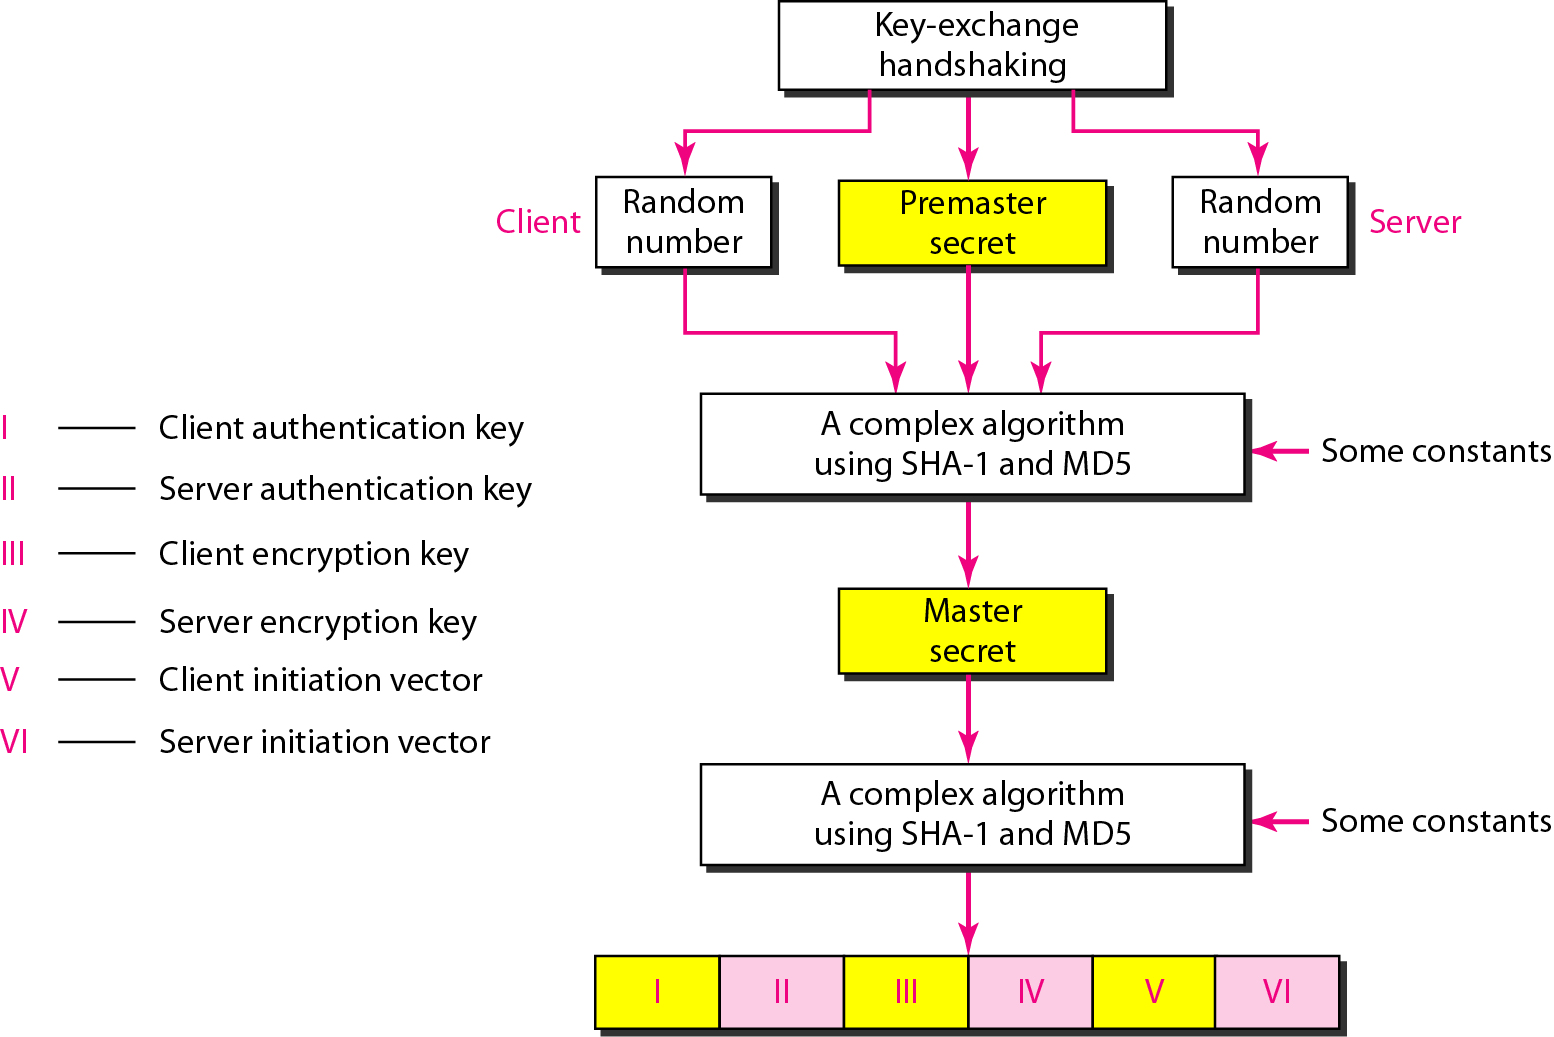 Key-exchange
handshaking
Client
Random
number
Premaster
secret
Random
number
Server
A complex algorithm
using SHA-1 and MD5
Some constants
I Client authentication key
II Server authentication key
III Client encryption key
IV Server encryption key
V Client initiation vector
VI Server initiation vector
Master
secret
A complex algorithm
using SHA-1 and MD5
Some constants
I II III IV V VI